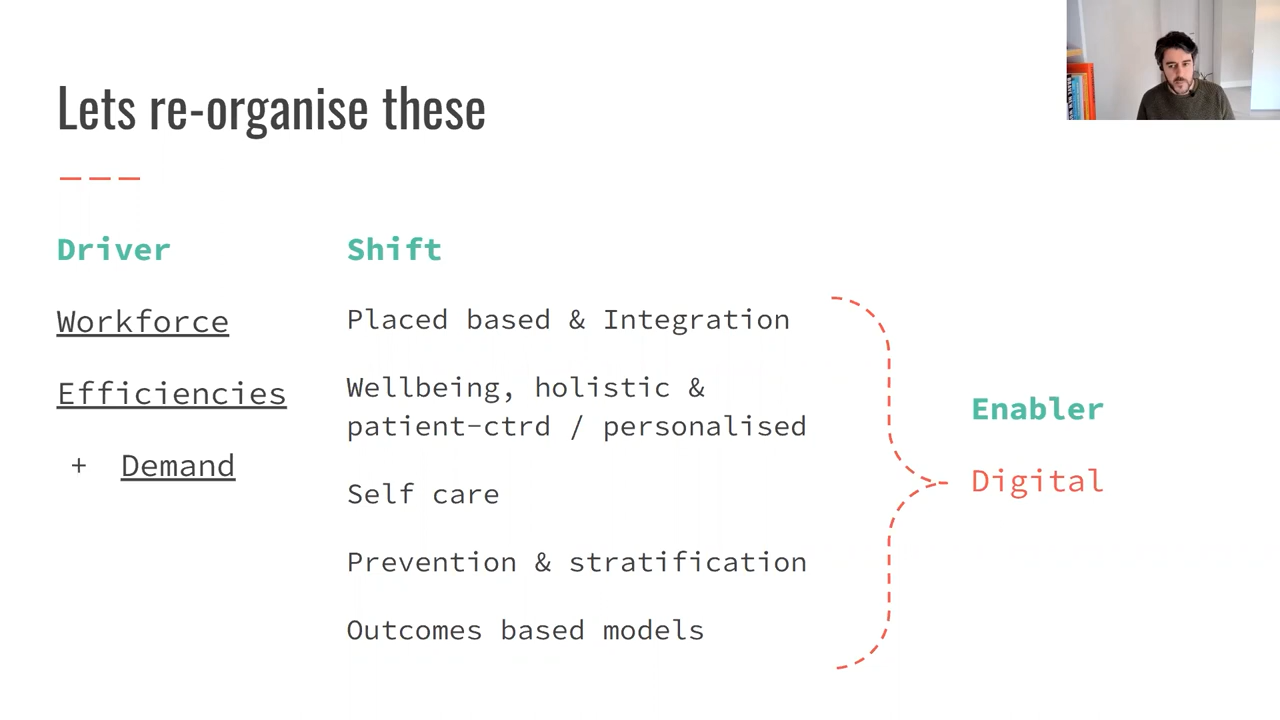 Lets re-organise these
Driver
Shift
Workforce
Placed based & Integration
Efficiencies
Wellbeing, holistic &
patient-ctrd / personalised
+ Demand
Self care
Prevention & stratification
Outcomes based models
Enabler
Digital